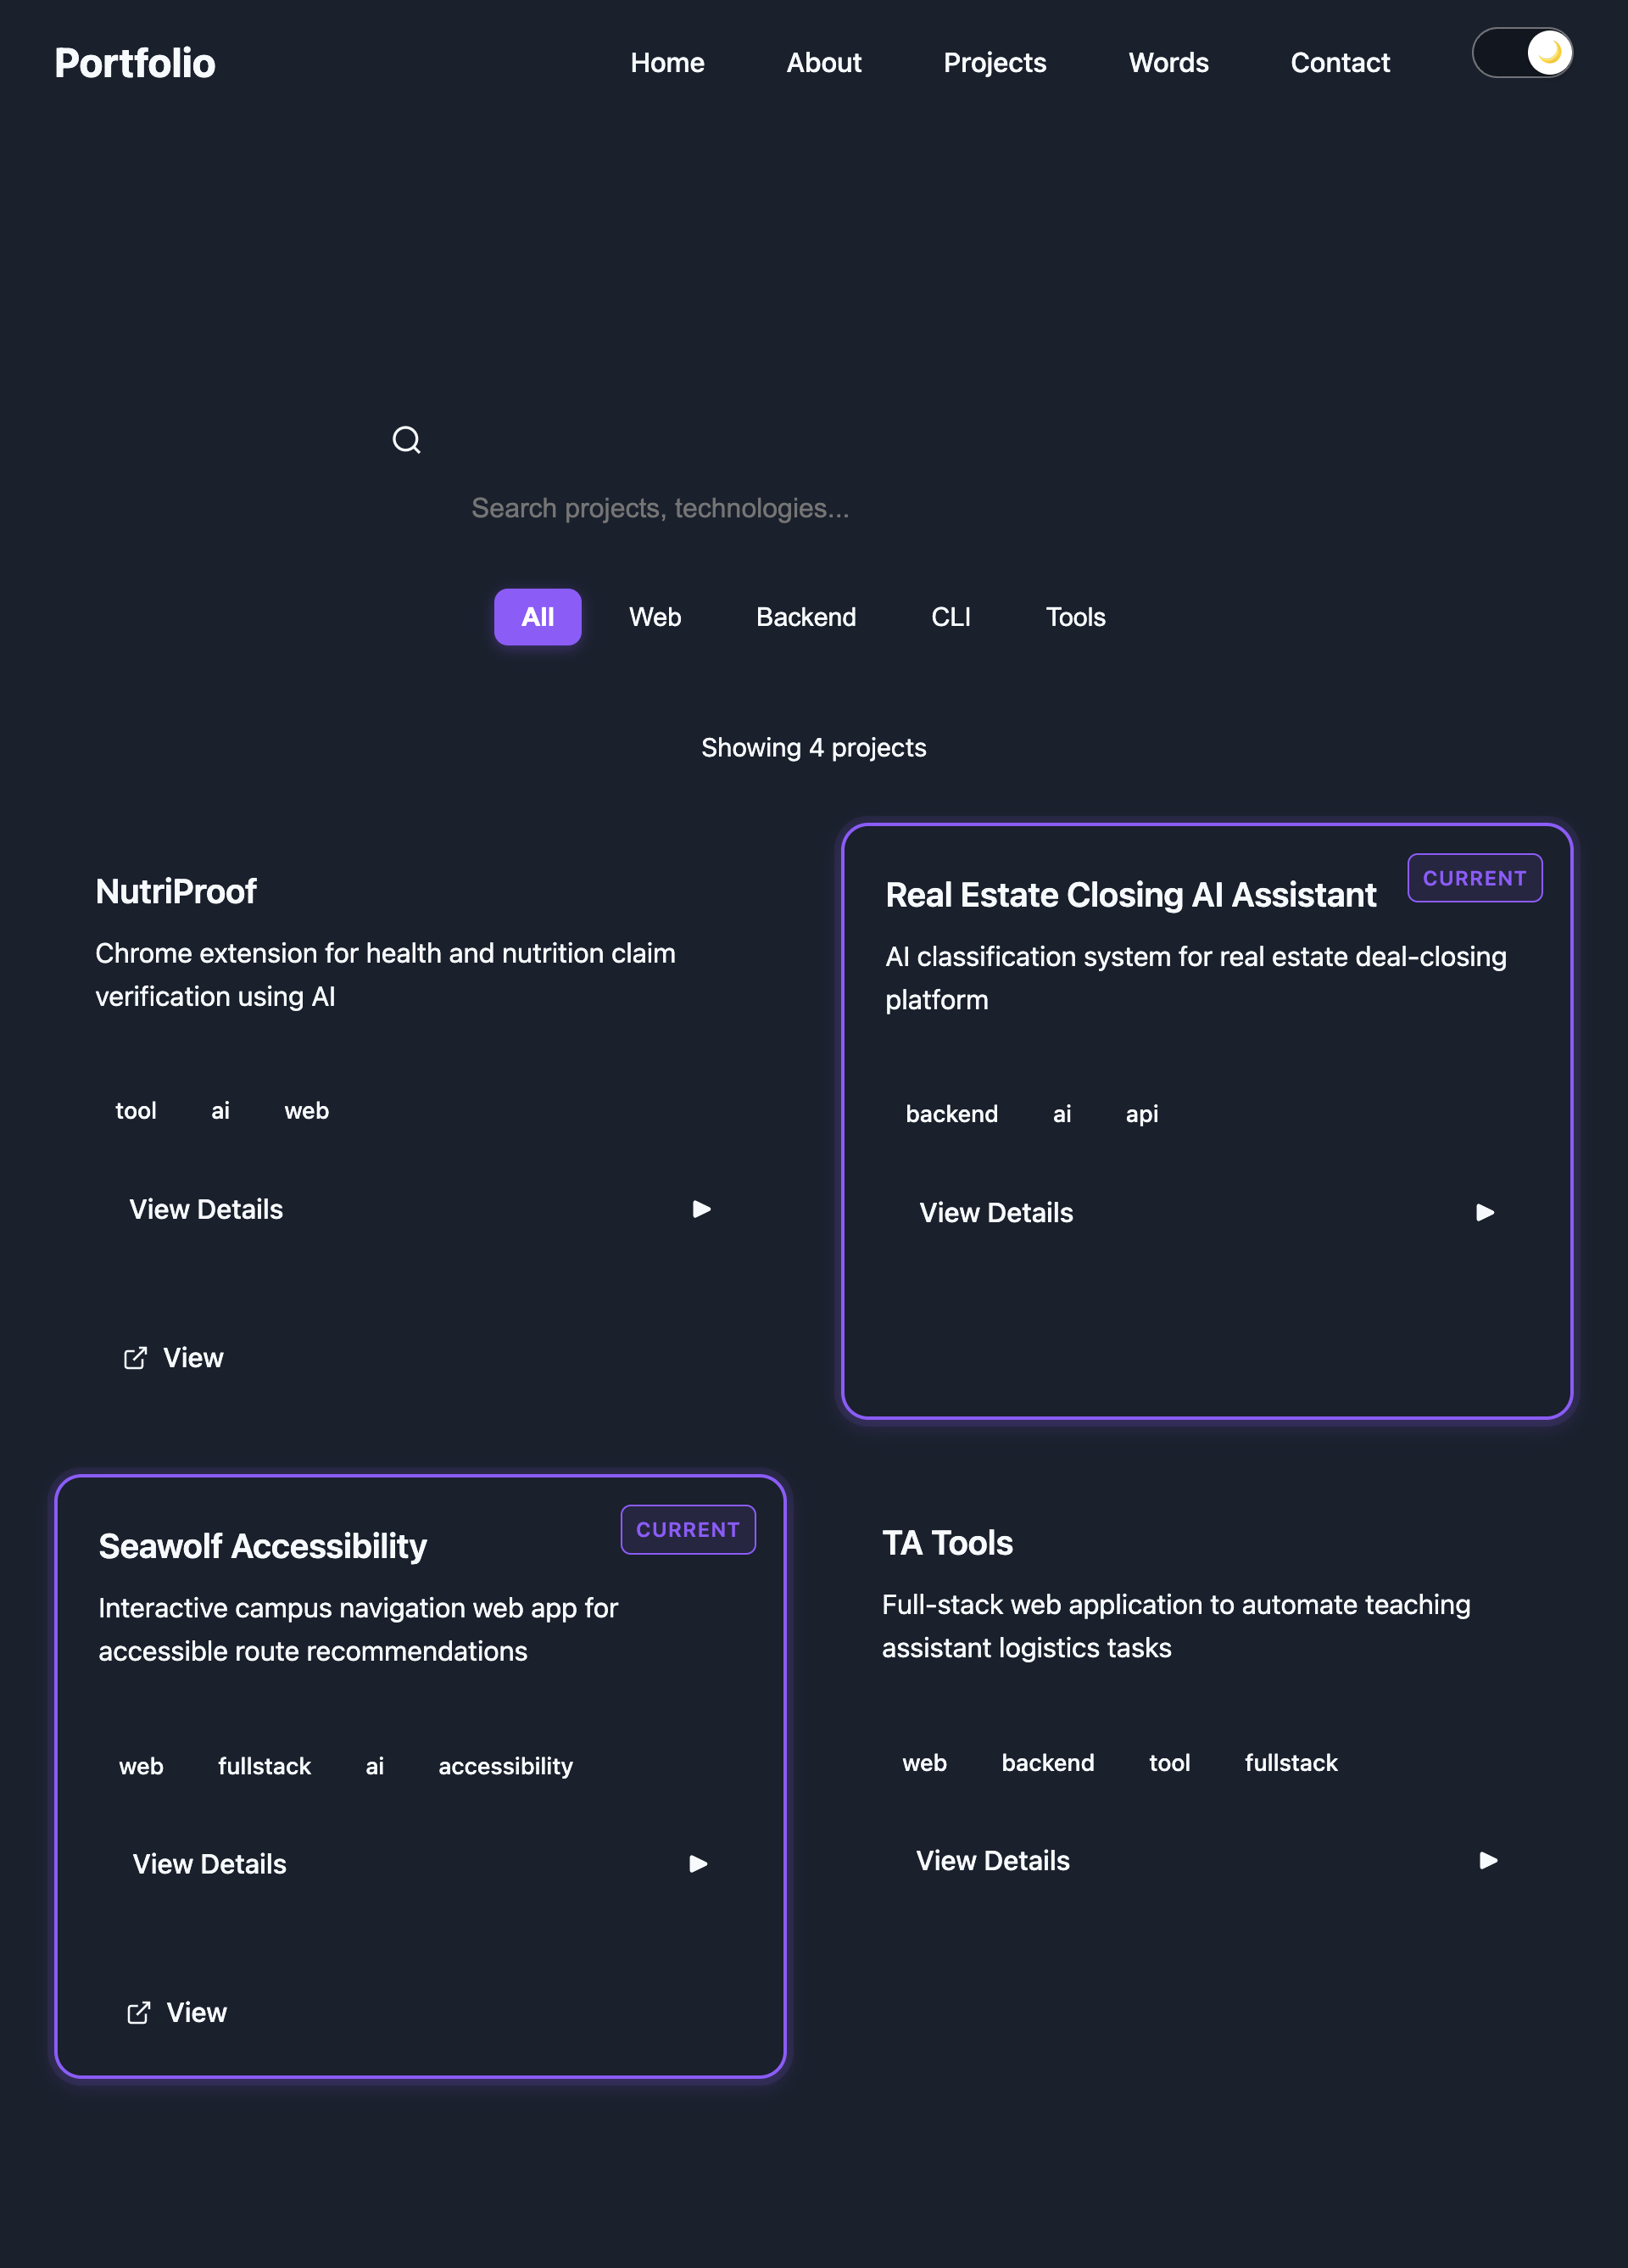 Portfolio
Home About Projects Words Contact
Search projects, technologies...
All Web Backend CLI Tools
Showing 4 projects
NutriProof
Chrome extension for health and nutrition claim
verification using AI
tool ai web
View Details
View
CURRENT
Real Estate Closing AI Assistant
AI classification system for real estate deal-closing
platform
backend ai api
View Details
CURRENT
Seawolf Accessibility
Interactive campus navigation web app for
accessible route recommendations
web fullstack ai accessibility
View Details
View
TA Tools
Full-stack web application to automate teaching
assistant logistics tasks
web backend tool fullstack
View Details